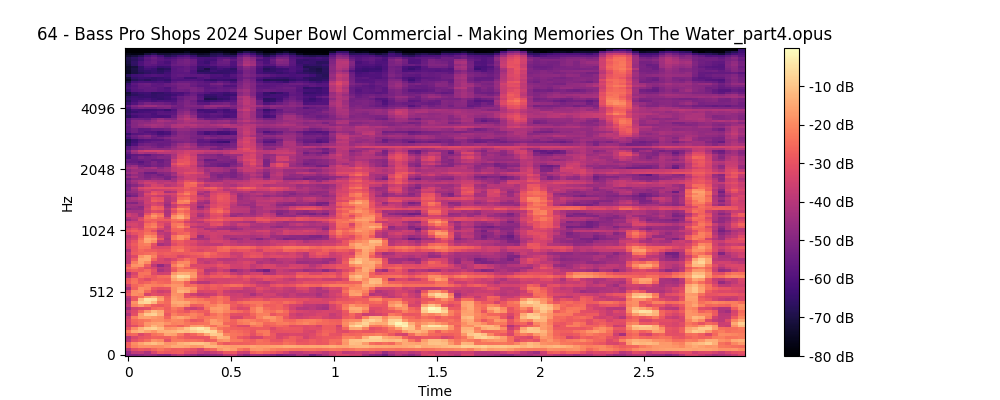 64 - Bass Pro Shops 2024 Super Bowl Commercial - Making Memories On The Water_part4.opus
Hz
4096
2048
1024
512
0
0 0.5 1 1.5 2 2.5
Time
-10 dB
-20 dB
-30 dB
-40 dB
-50 dB
-60 dB
-70 dB
-80 dB